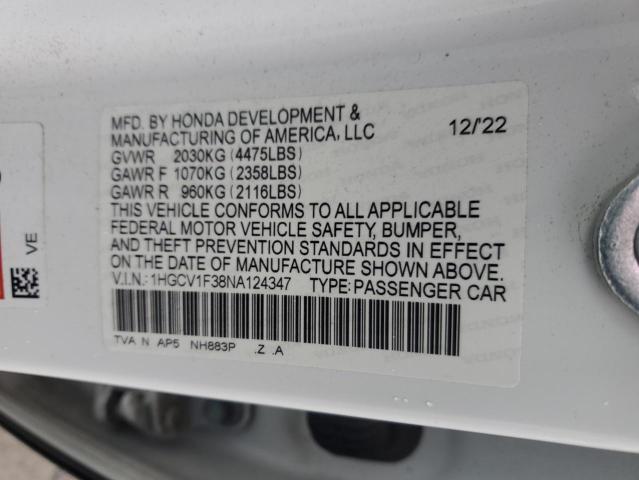 MFD. BY HONDA DEVELOPMENT &
MANUFACTURING OF AMERICA, LLC 12/'22
GVWR 2030KG (4475LBS)
GAWR F 1070KG (2358LBS)
GAWR R 960KG (2116LBS)
THIS VEHICLE CONFORMS TO ALL APPLICABLE
FEDERAL MOTOR VEHICLE SAFETY, BUMPER,
AND THEFT PREVENTION STANDARDS IN EFFECT
ON THE DATE OF MANUFACTURE SHOWN ABOVE.
V.I.N.: 1HGCV1F38NA124347 TYPE: PASSENGER CAR
TVA N AP5 NH883P .Z .A
VE